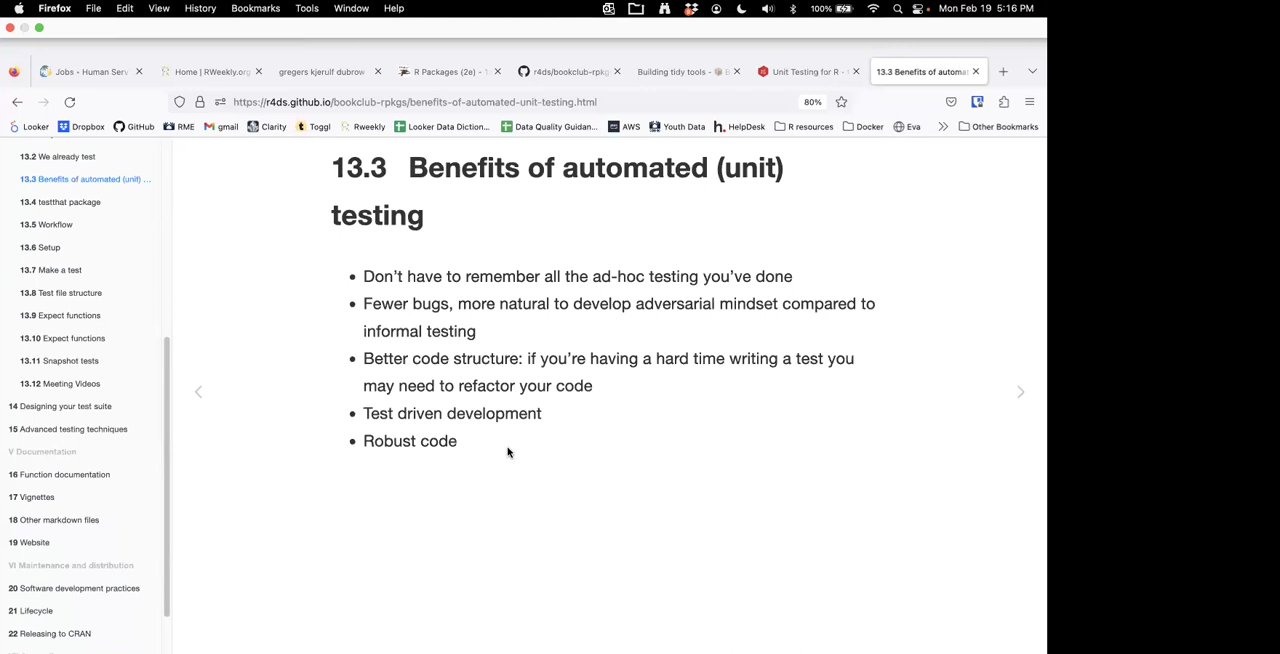 Firefox File Edit View History Bookmarks Tools Window Help 100% Mon Feb 19 5:16 PM
Jobs - Human Serv Home | RWeekly.org gregers kjerulf dubrow R Packages (2e) - r4ds/bookclub-rpkg Building tidy tools - Unit Testing for R - 13.3 Benefits of automat
https://r4ds.github.io/bookclub-rpkgs/benefits-of-automated-unit-testing.html 80%
Looker Dropbox GitHub RME gmail Clarity Toggl Rweekly Looker Data Diction... Data Quality Guidan... AWS Youth Data HelpDesk R resources Docker Eva Other Bookmarks
13.2 We already test
13.3 Benefits of automated (unit) ...
13.4 testthat package
13.5 Workflow
13.6 Setup
13.7 Make a test
13.8 Test file structure
13.9 Expect functions
13.10 Expect functions
13.11 Snapshot tests
13.12 Meeting Videos
14 Designing your test suite
15 Advanced testing techniques
V Documentation
16 Function documentation
17 Vignettes
18 Other markdown files
19 Website
VI Maintenance and distribution
20 Software development practices
21 Lifecycle
22 Releasing to CRAN
13.3 Benefits of automated (unit)
testing
• Don't have to remember all the ad-hoc testing you've done
• Fewer bugs, more natural to develop adversarial mindset compared to
informal testing
• Better code structure: if you're having a hard time writing a test you
may need to refactor your code
• Test driven development
• Robust code